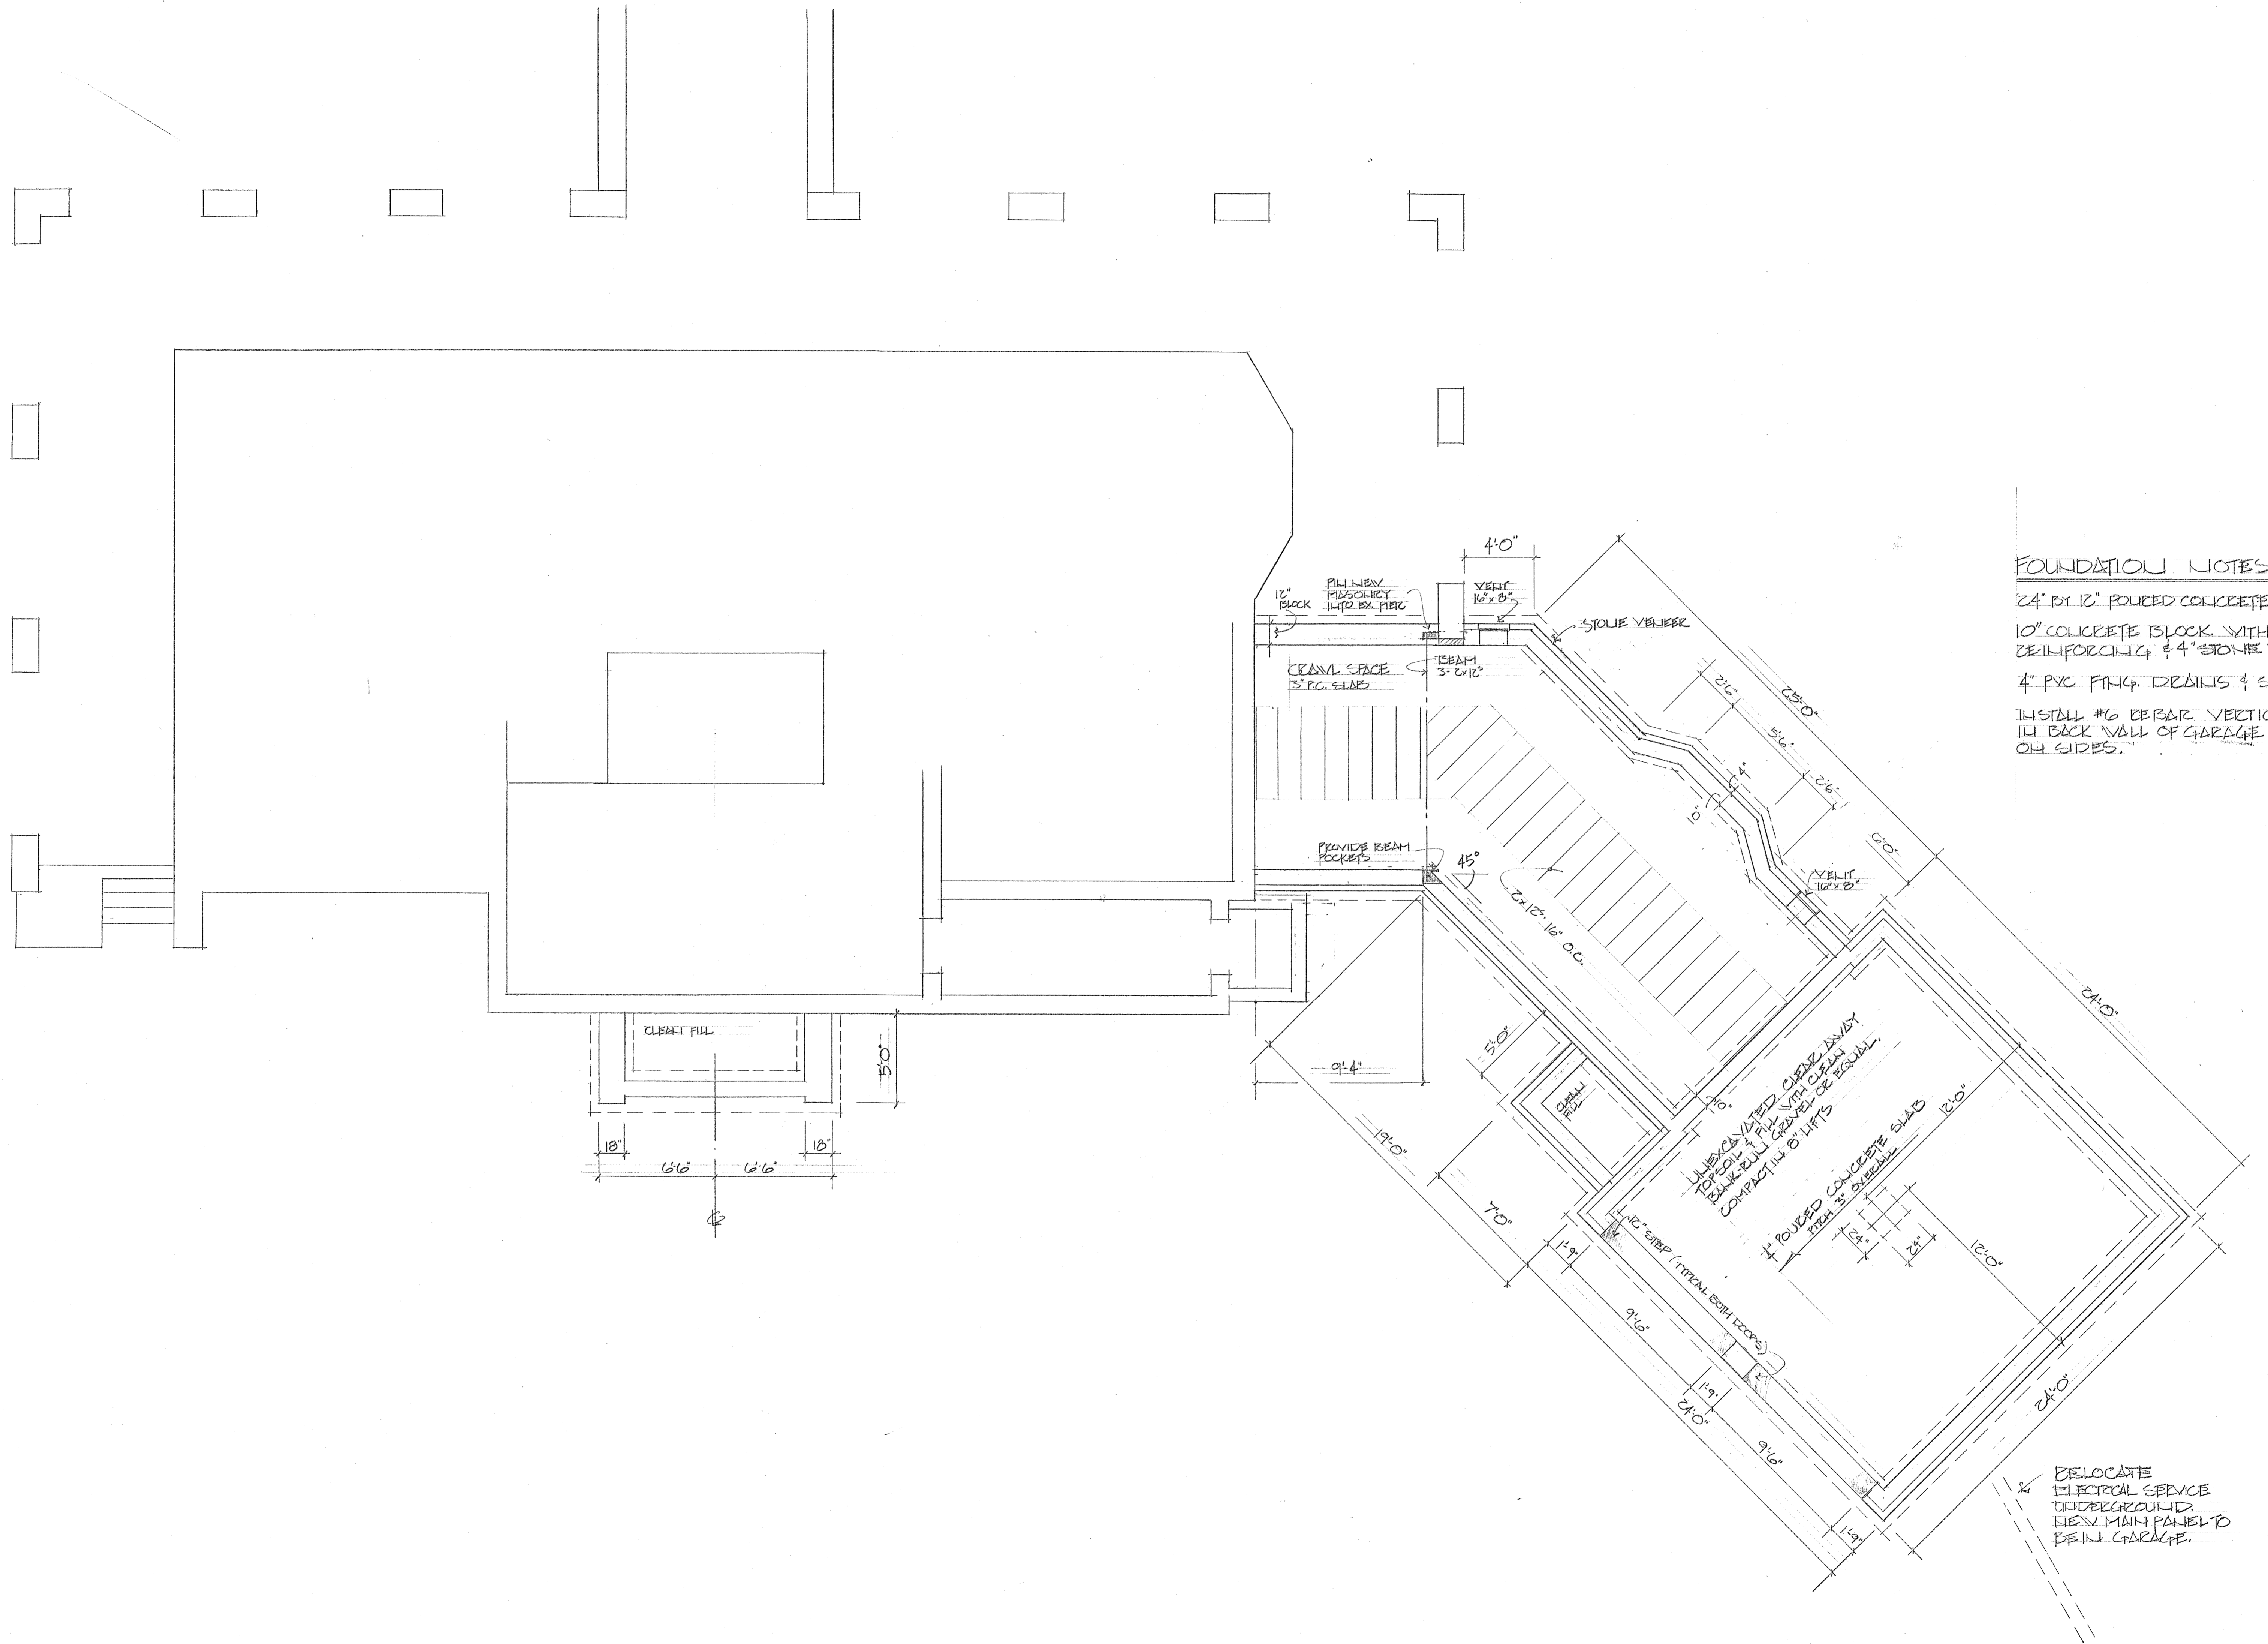 4'-0"
12"
BLOCK
PIN NEW
MASONRY
INTO EX. PIER
VENT
16"x 8"
STONE VENEER
FOUNDATION NOTES
24" BY 12" POURED CONCRETE
10" CONCRETE BLOCK WITH
REINFORCING & 4" STONE
4" PVC FTNG. DRAINS & S
INSTALL #6 REBAR VERTIC
IN BACK WALL OF GARAGE
ON SIDES.
CRAWL SPACE
3" P.C. SLAB
BEAM
3-2x12"
2'-6"
25'-0"
5'-6"
2'-6"
4"
10"
6'-0"
PROVIDE BEAM
POCKETS
45°
VENT
16"x 8"
2x12's 16" O.C.
24'-0"
CLEAN FILL
5'-0"
5'-0"
9'-4"
CLEAN
FILL
10"
19'-0"
UNEXCAVATED. CLEAR AWAY
TOPSOIL & FILL WITH CLEAN
BANK-RUN GRAVEL OR EQUAL.
COMPACT IN 8" LIFTS
12'-0"
4" POURED CONCRETE SLAB
PITCH 3" OVERALL
18"
18"
6'-6"
6'-6"
7'-0"
12" STEP (TYPICAL BOTH DOORS)
24"
24"
12'-0"
1'-9"
9'-6"
1'-9"
24'-0"
9'-6"
1'-9"
24'-0"
RELOCATE
ELECTRICAL SERVICE
UNDERGROUND.
NEW MAIN PANEL TO
BE IN GARAGE.